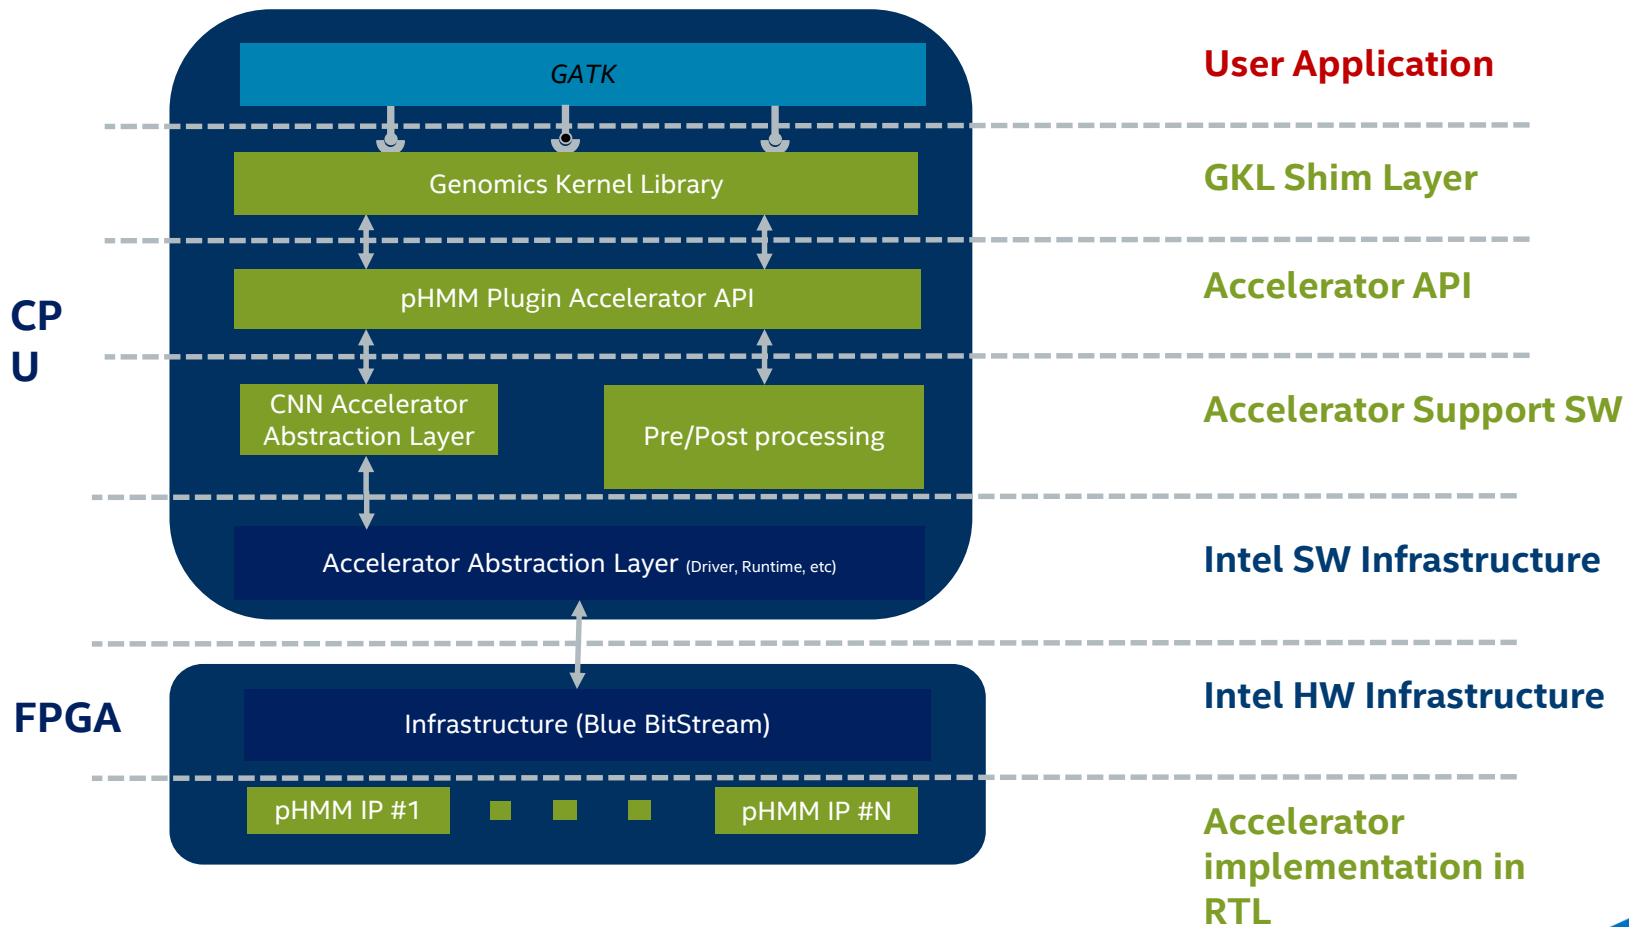 GATK
User Application
Genomics Kernel Library
GKL Shim Layer
pHMM Plugin Accelerator API
Accelerator API
CP
U
CNN Accelerator
Abstraction Layer
Pre/Post processing
Accelerator Support SW
Accelerator Abstraction Layer (Driver, Runtime, etc)
Intel SW Infrastructure
FPGA
Infrastructure (Blue BitStream)
Intel HW Infrastructure
pHMM IP #1
pHMM IP #N
Accelerator
implementation in
RTL